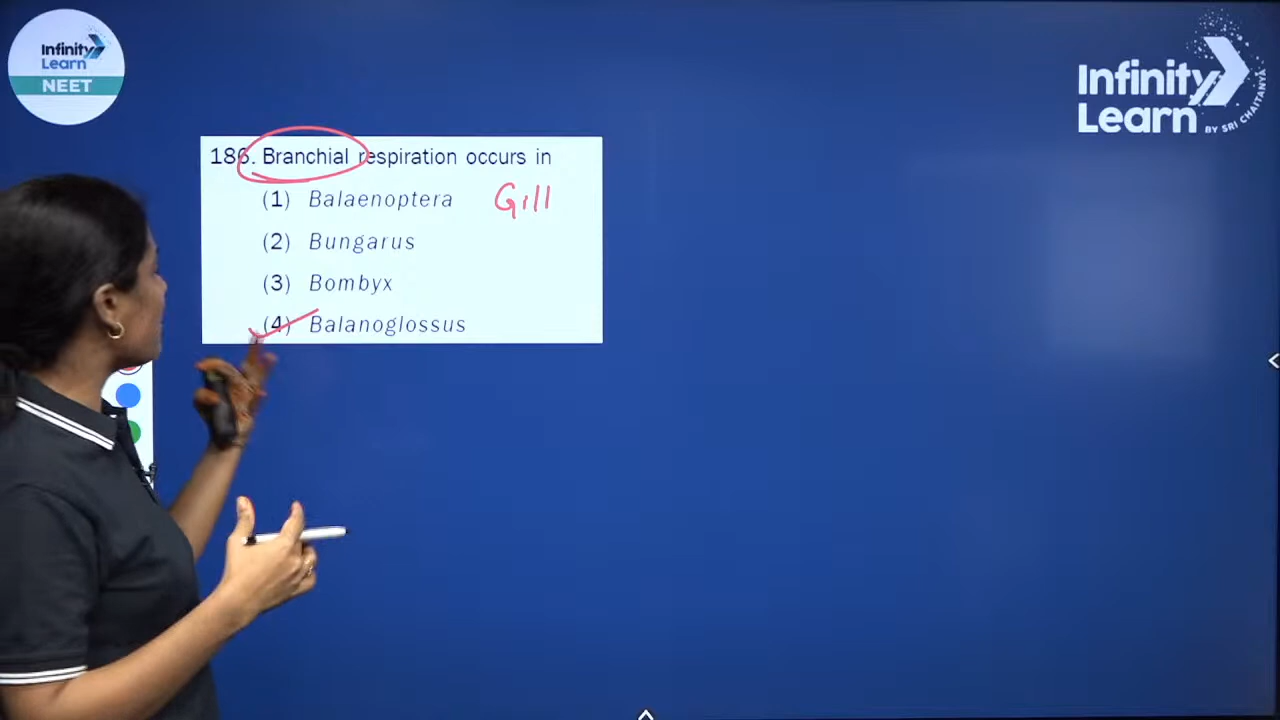 Infinity
Learn
NEET
Infinity
Learn
BY SRI CHAITANYA
186. Branchial respiration occurs in
(1) Balaenoptera Gill
(2) Bungarus
(3) Bombyx
(4) Balanoglossus